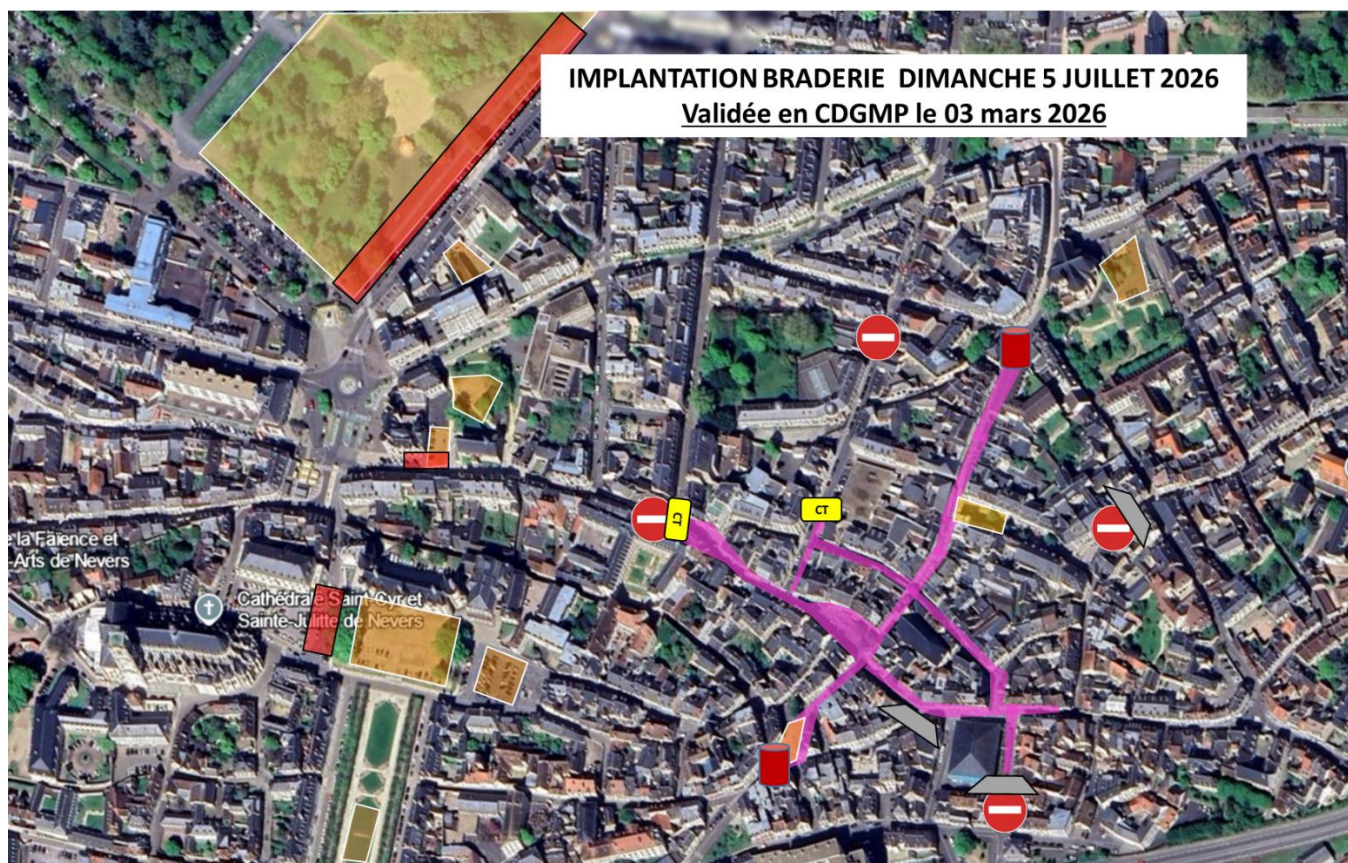 IMPLANTATION BRADERIE DIMANCHE 5 JUILLET 2026
Validée en CDGMP le 03 mars 2026
CT
CT
e la Faïence et
-Arts de Nevers
Cathédrale Saint-Cyr et
Sainte-Julitte de Nevers